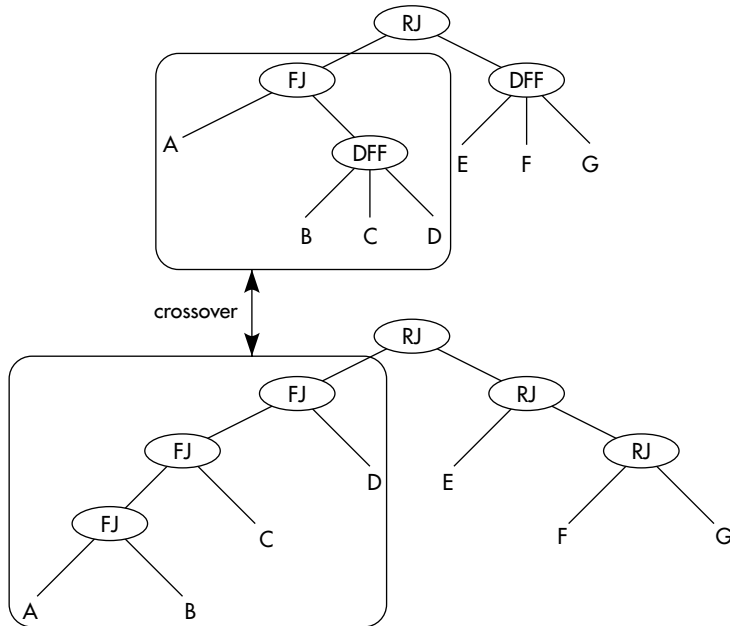 RJ
FJ DFF
A DFF E F G
B C D
crossover
RJ
FJ RJ
FJ D E RJ
FJ C F G
A B